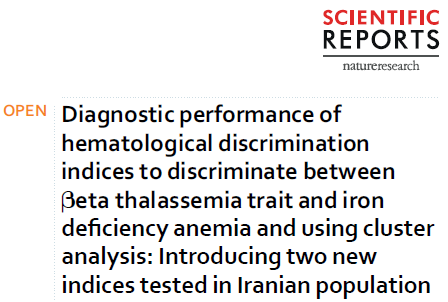 SCIENTIFIC
REPORTS
natureresearch
OPEN
Diagnostic performance of
hematological discrimination
indices to discriminate between
βeta thalassemia trait and iron
deficiency anemia and using cluster
analysis: Introducing two new
indices tested in Iranian population